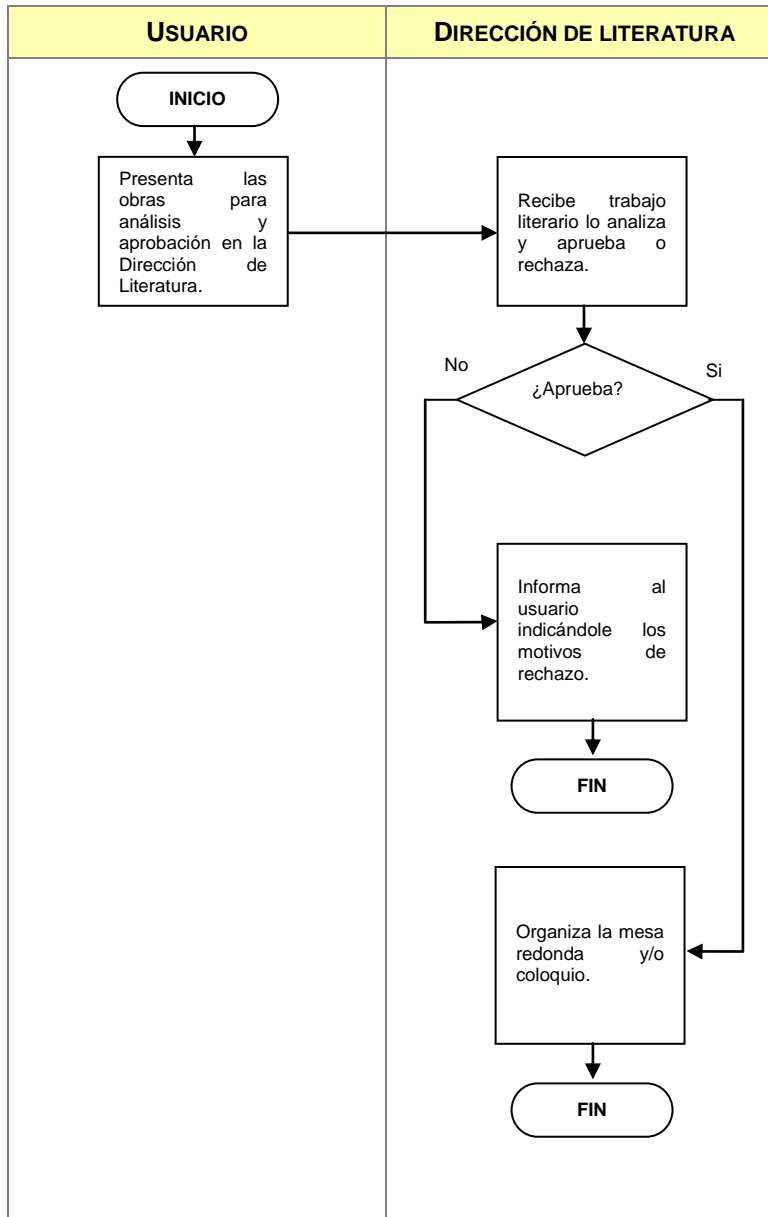 USUARIO
DIRECCIÓN DE LITERATURA
INICIO
Presenta las
obras para
análisis y
aprobación en la
Dirección de
Literatura.
Recibe trabajo
literario lo analiza
y aprueba o
rechaza.
No
Si
¿Aprueba?
Informa al
usuario
indicándole los
motivos de
rechazo.
FIN
Organiza la mesa
redonda y/o
coloquio.
FIN